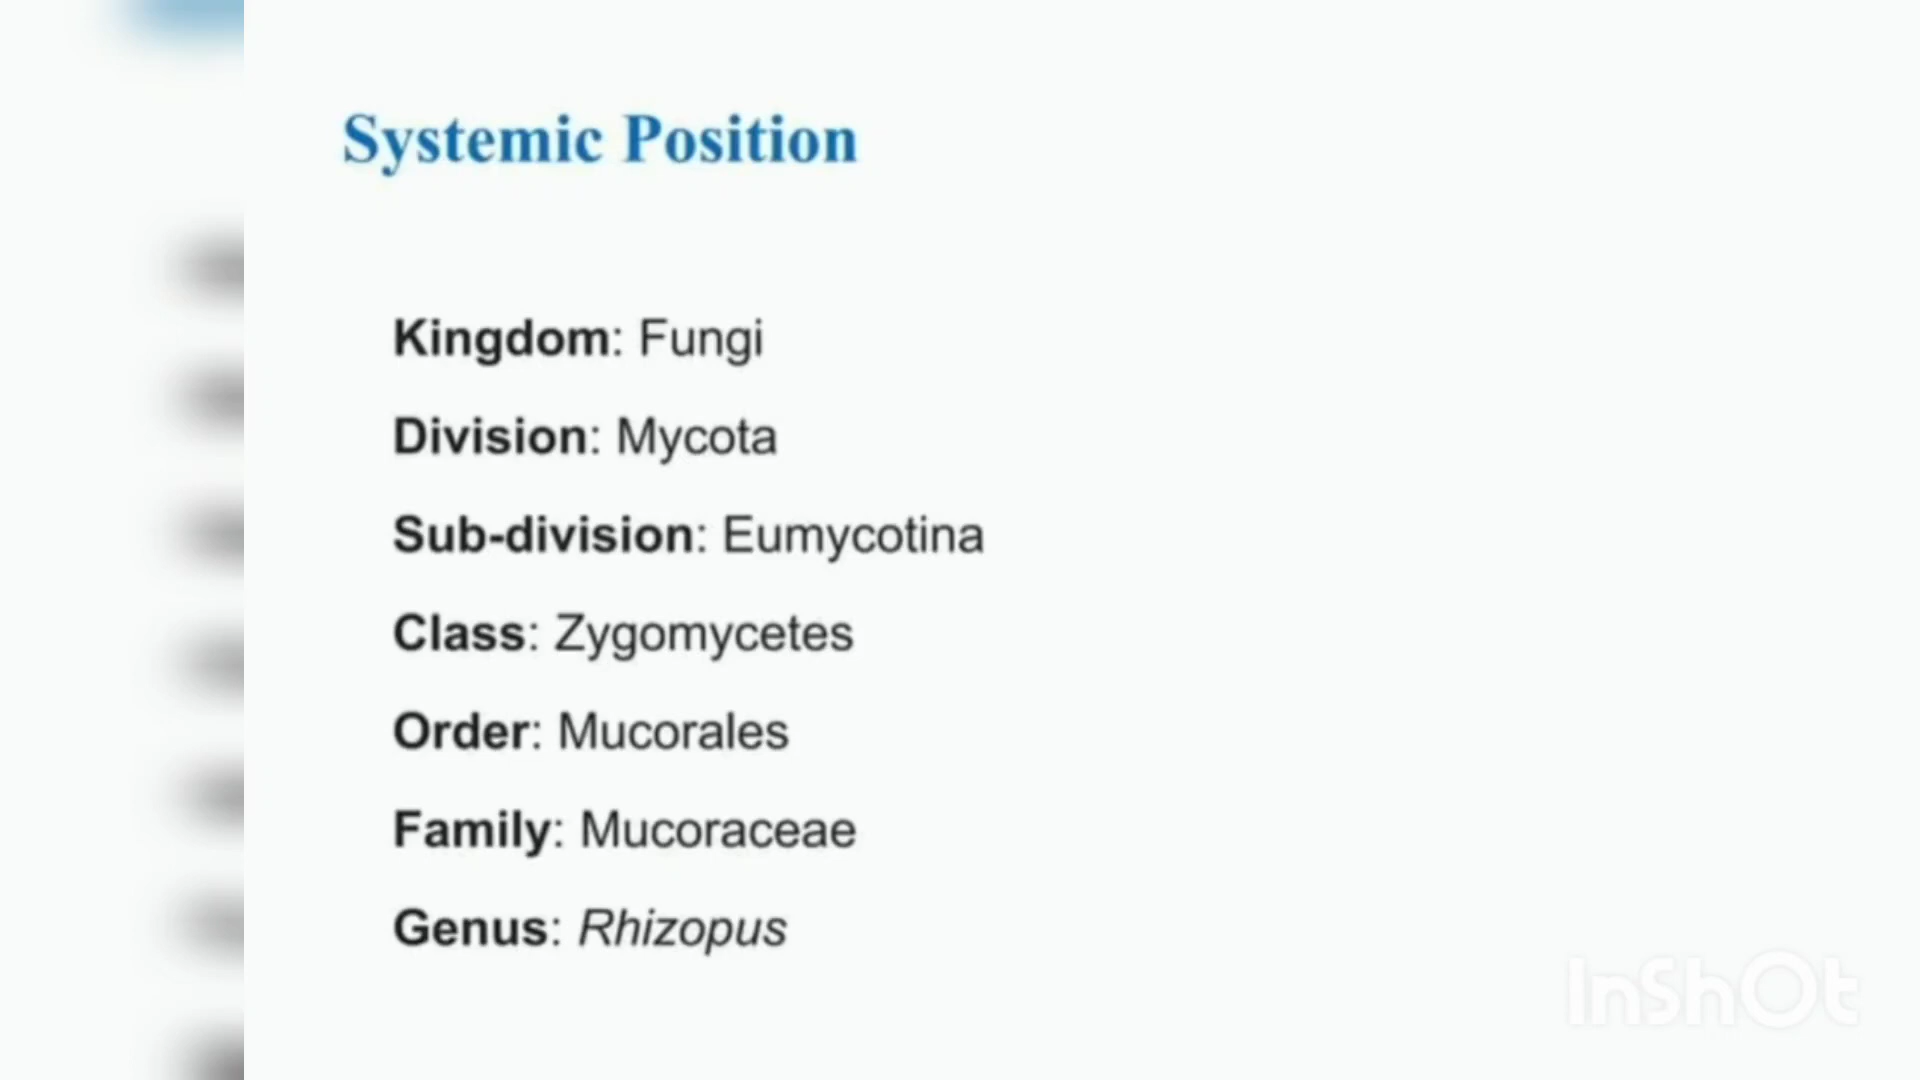 Systemic Position
Kingdom: Fungi
Division: Mycota
Sub-division: Eumycotina
Class: Zygomycetes
Order: Mucorales
Family: Mucoraceae
Genus: Rhizopus
InShOt